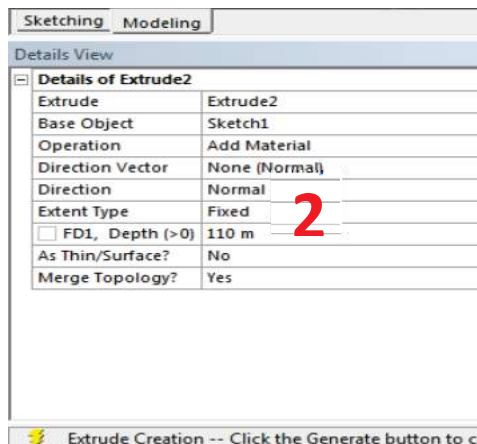 Sketching Modeling
Details View
Details of Extrude2
Extrude Extrude2
Base Object Sketch1
Operation Add Material
Direction Vector None (Normal)
Direction Normal
Extent Type Fixed
2
FD1, Depth (>0) 110 m
As Thin/Surface? No
Merge Topology? Yes
Extrude Creation -- Click the Generate button to c